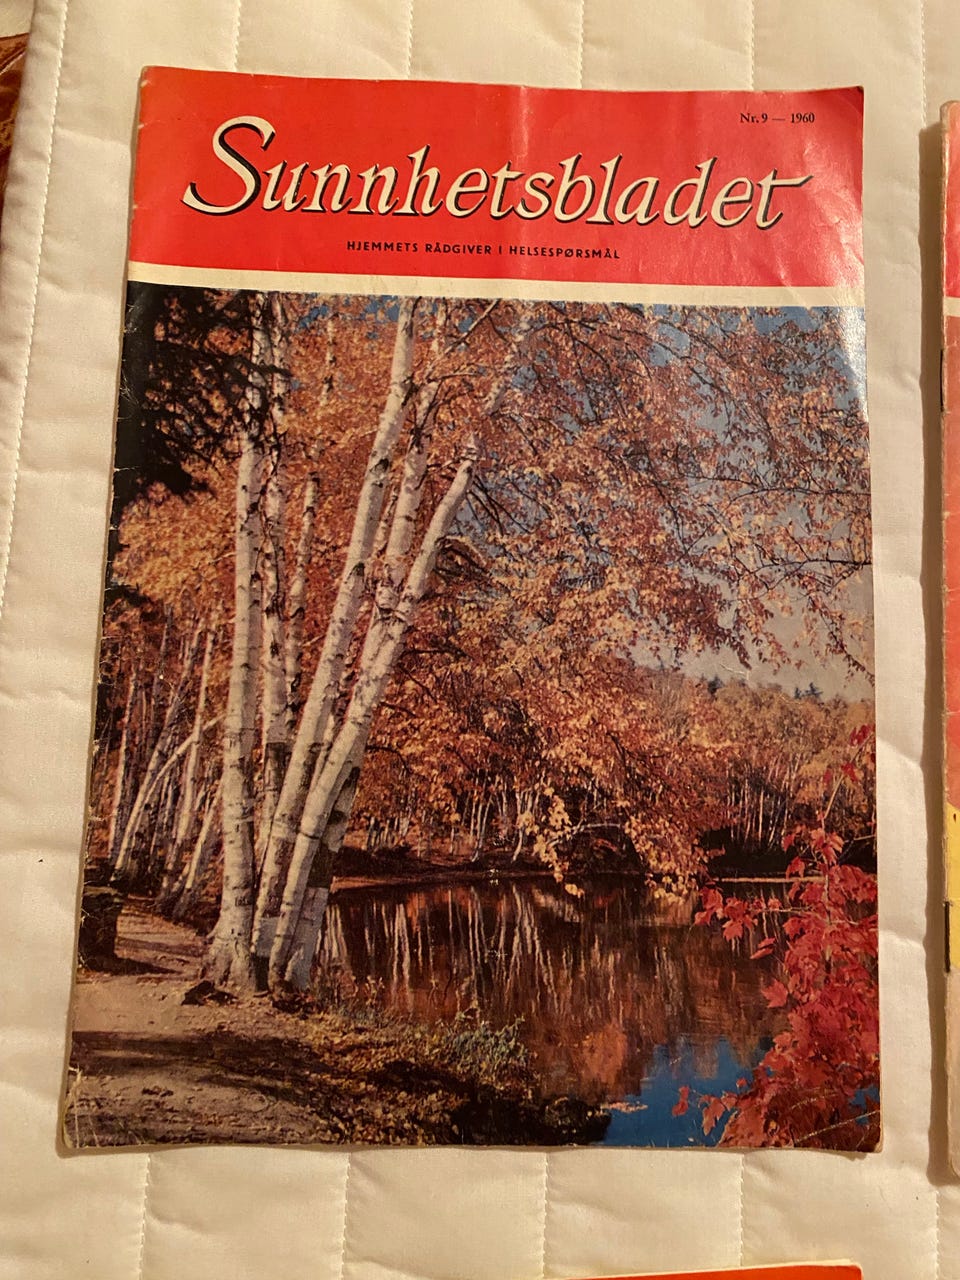 Nr. 9 — 1960
Sunnhetsbladet
HJEMMETS RÅDGIVER I HELSESPØRSMÅL